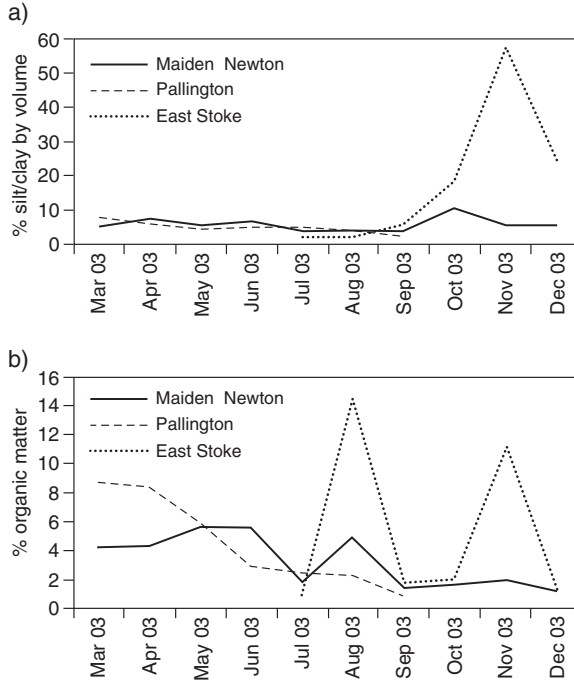 a)
% silt/clay by volume
60
50
40
30
20
10
0
Maiden Newton
Pallington
East Stoke
Mar 03
Apr 03
May 03
Jun 03
Jul 03
Aug 03
Sep 03
Oct 03
Nov 03
Dec 03
b)
% organic matter
16
14
12
10
8
6
4
2
0
Maiden Newton
Pallington
East Stoke
Mar 03
Apr 03
May 03
Jun 03
Jul 03
Aug 03
Sep 03
Oct 03
Nov 03
Dec 03